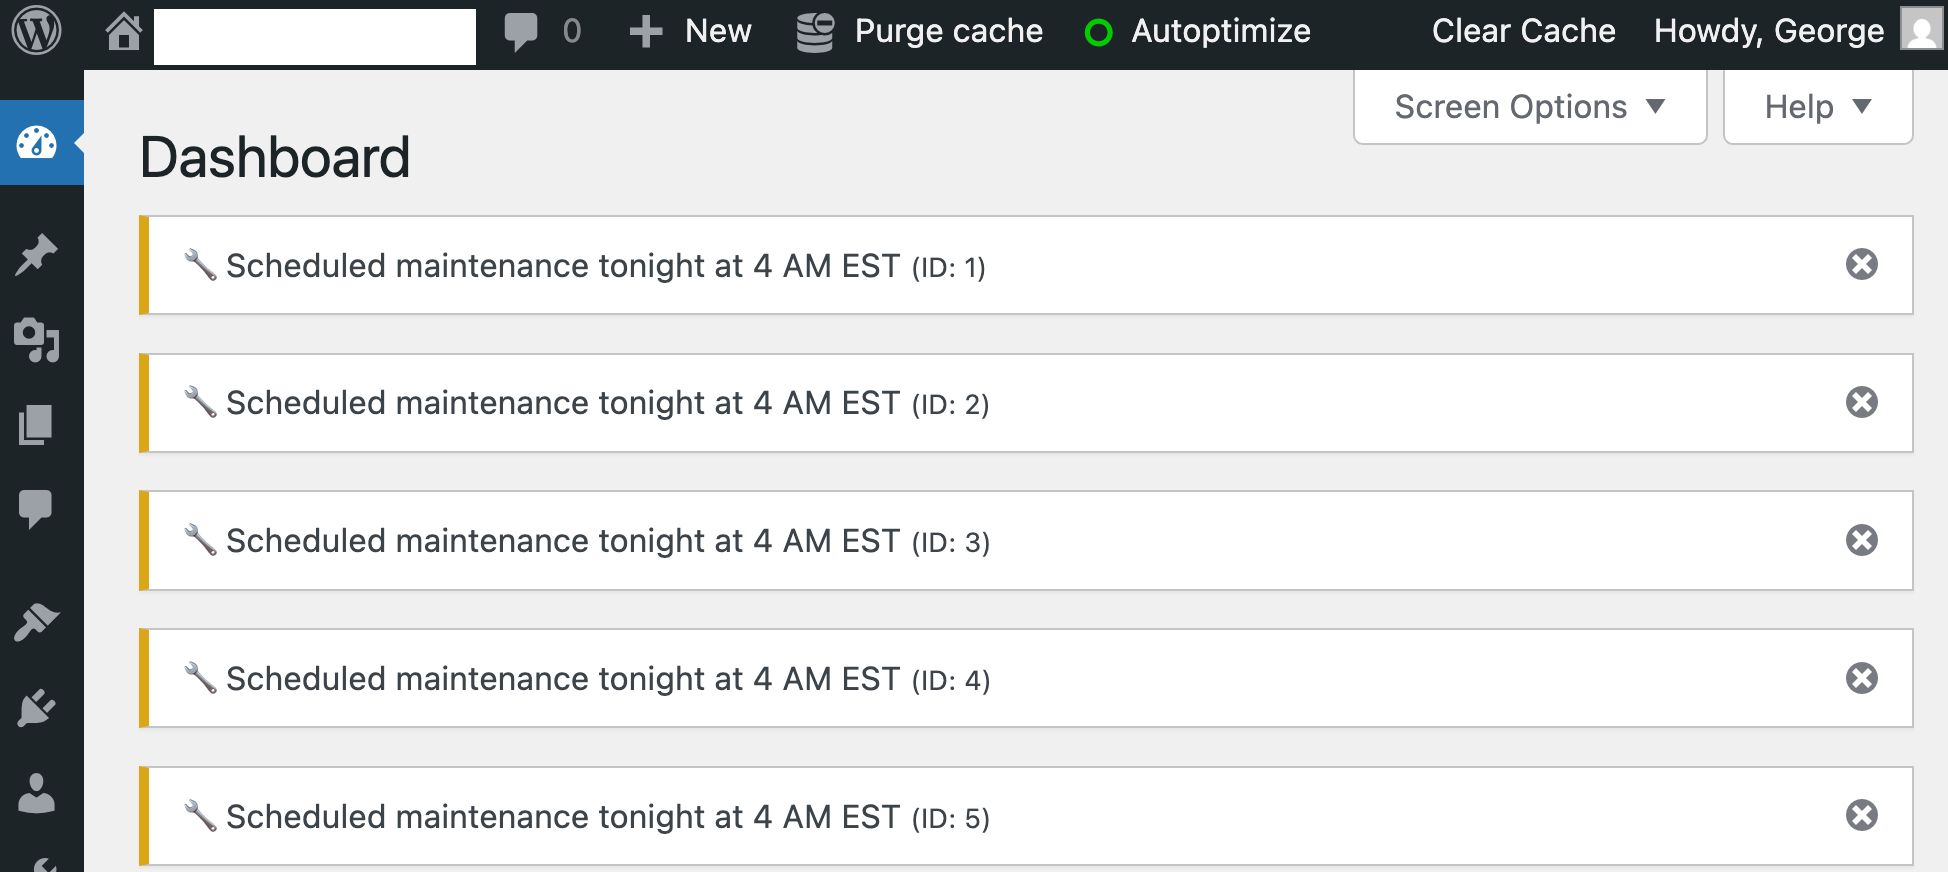 0 New Purge cache Autoptimize Clear Cache Howdy, George
Screen Options Help
Dashboard
Scheduled maintenance tonight at 4 AM EST (ID: 1)
Scheduled maintenance tonight at 4 AM EST (ID: 2)
Scheduled maintenance tonight at 4 AM EST (ID: 3)
Scheduled maintenance tonight at 4 AM EST (ID: 4)
Scheduled maintenance tonight at 4 AM EST (ID: 5)